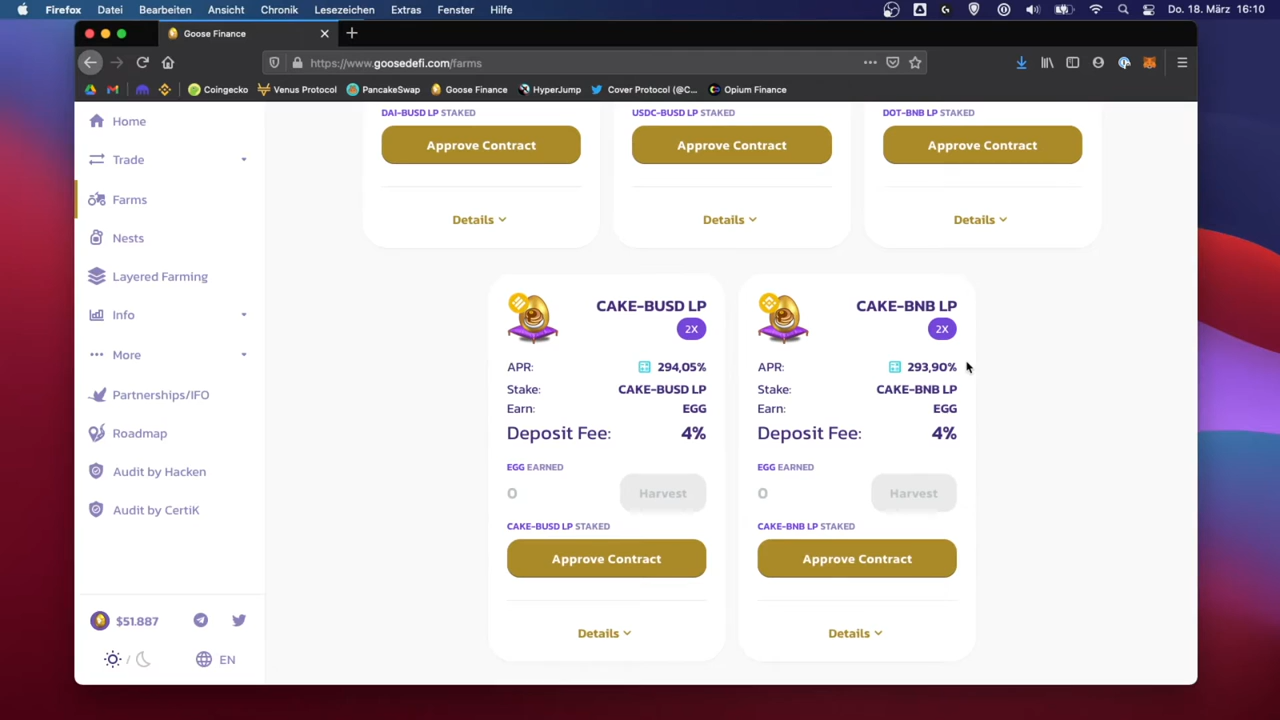 Firefox Datei Bearbeiten Ansicht Chronik Lesezeichen Extras Fenster Hilfe Do. 18. März 16:10
Goose Finance
https://www.goosedefi.com/farms
Coingecko Venus Protocol PancakeSwap Goose Finance HyperJump Cover Protocol (@C... Opium Finance
Home
Trade
Farms
Nests
Layered Farming
Info
More
Partnerships/IFO
Roadmap
Audit by Hacken
Audit by CertiK
$51.887
/
EN
DAI-BUSD LP STAKED
Approve Contract
Details
USDC-BUSD LP STAKED
Approve Contract
Details
DOT-BNB LP STAKED
Approve Contract
Details
CAKE-BUSD LP
2X
APR: 294,05%
Stake: CAKE-BUSD LP
Earn: EGG
Deposit Fee: 4%
EGG EARNED
0 Harvest
CAKE-BUSD LP STAKED
Approve Contract
Details
CAKE-BNB LP
2X
APR: 293,90%
Stake: CAKE-BNB LP
Earn: EGG
Deposit Fee: 4%
EGG EARNED
0 Harvest
CAKE-BNB LP STAKED
Approve Contract
Details